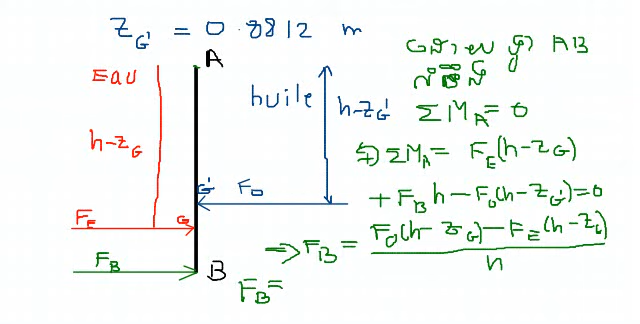 Z_G' = 0.8812 m
A
Eau
huile
h-z_G
h-z_G'
G'
F_O
F_E
G
F_B
B
AB
ΣM_A = 0
⇔ ΣM_A = F_E(h-z_G)
+ F_B h - F_O(h-z_G') = 0
⇒ F_B = F_O(h-z_G) - F_E(h-z_G) / h
F_B =